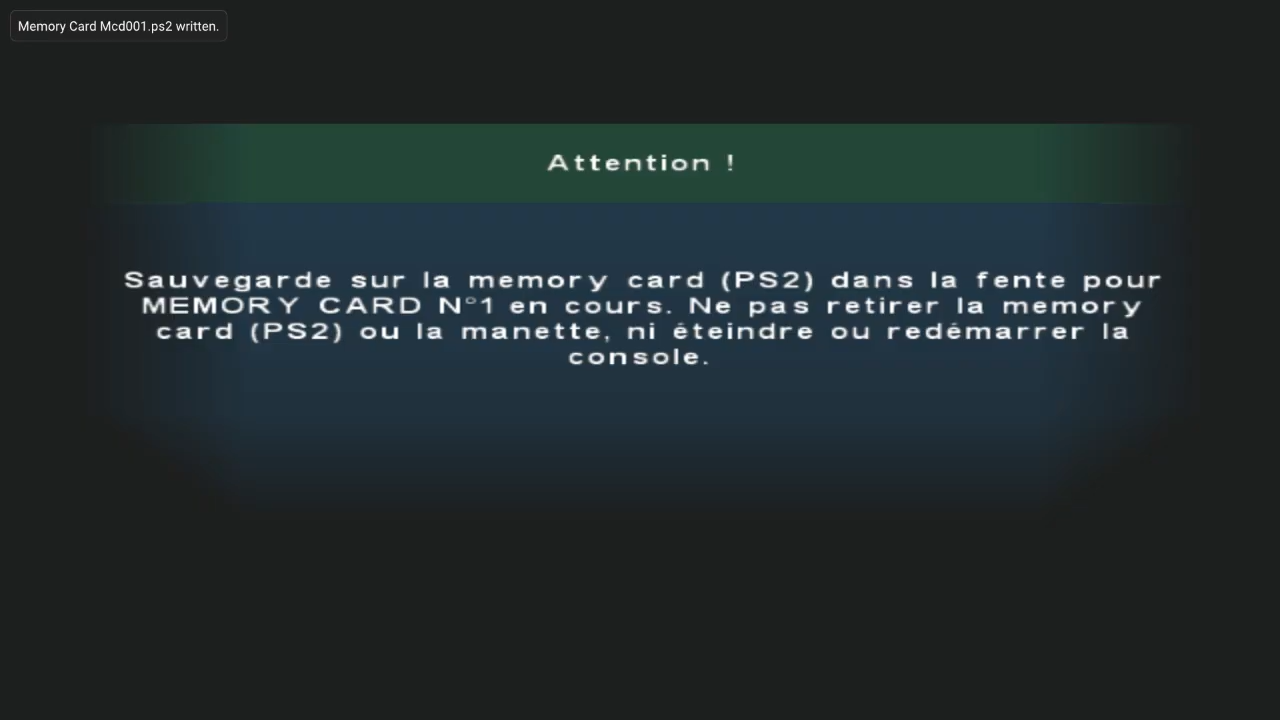 Memory Card Mcd001.ps2 written.
Attention !
Sauvegarde sur la memory card (PS2) dans la fente pour
MEMORY CARD N°1 en cours. Ne pas retirer la memory
card (PS2) ou la manette, ni éteindre ou redémarrer la
console.